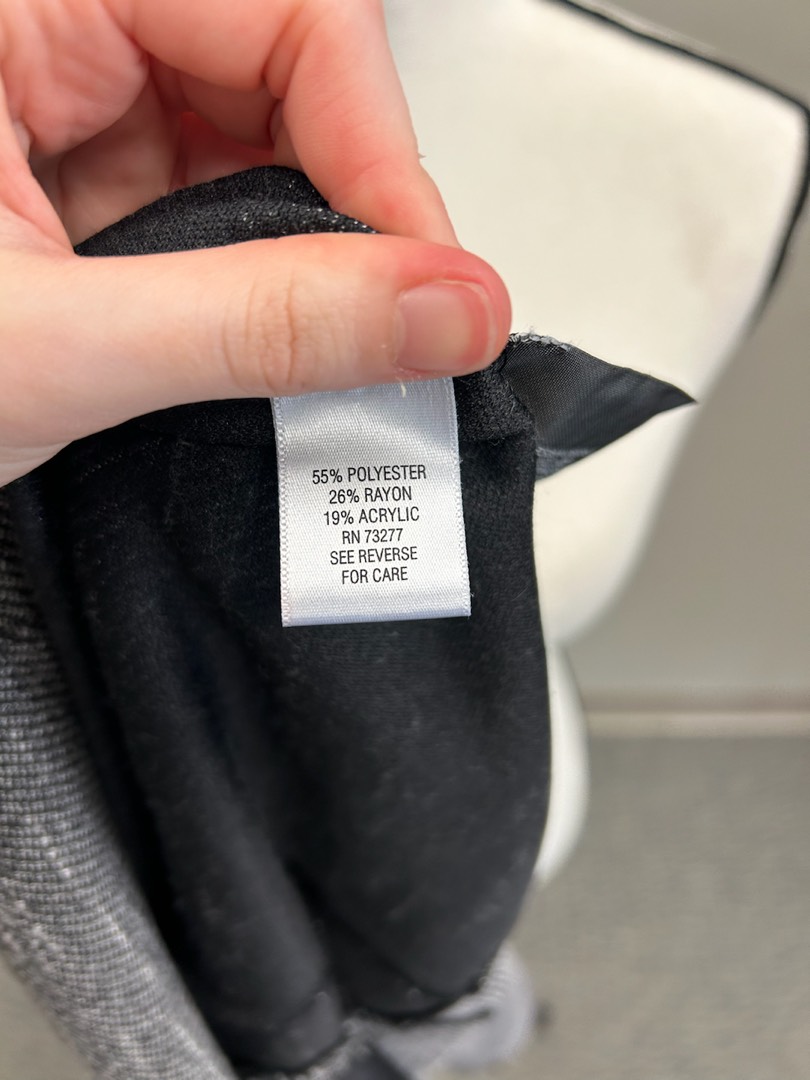 55% POLYESTER
26% RAYON
19% ACRYLIC
RN 73277
SEE REVERSE
FOR CARE